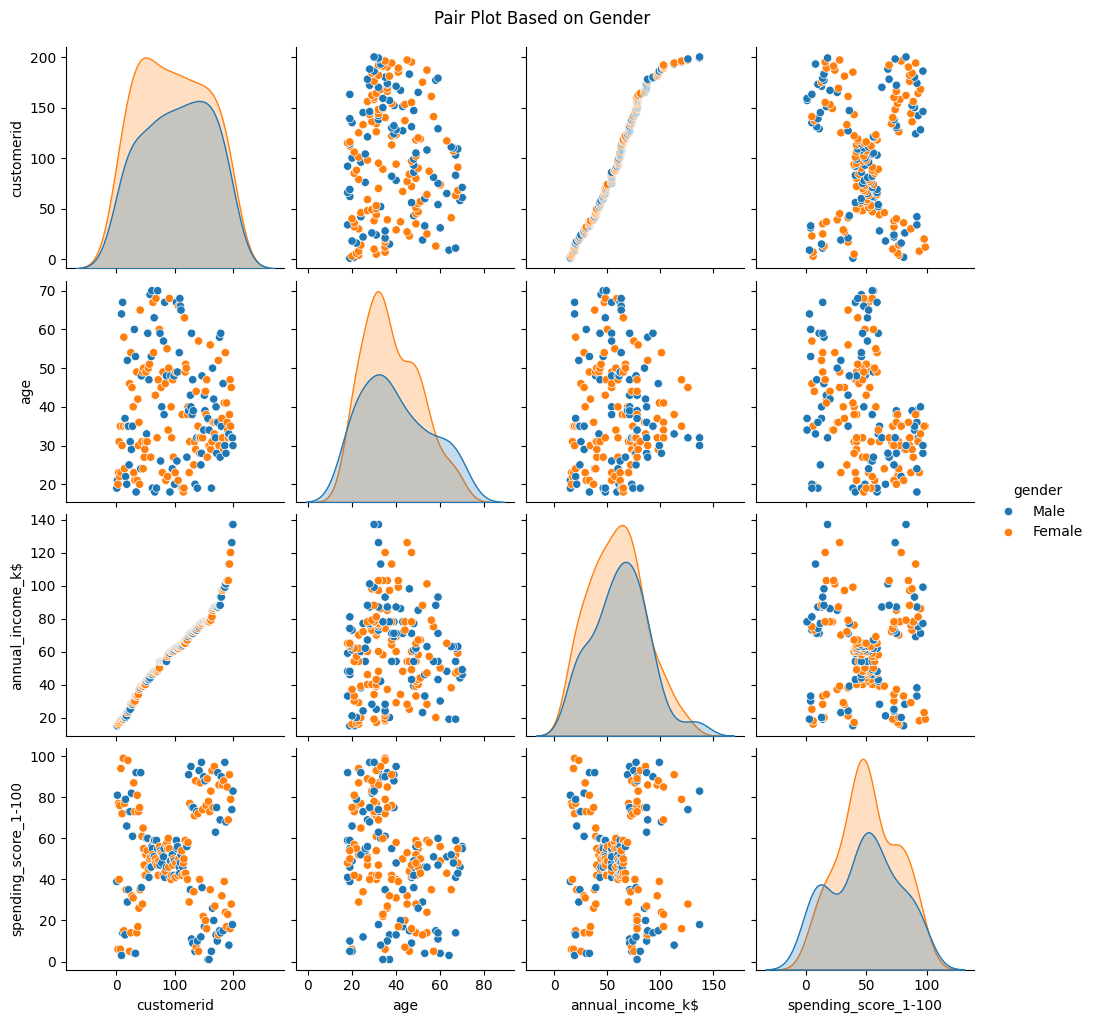 Pair Plot Based on Gender
customerid
200
150
100
50
0
age
70
60
50
40
30
20
gender
Male
Female
annual_income_k$
140
120
100
80
60
40
20
spending_score_1-100
100
80
60
40
20
0
0 100 200
0 20 40 60 80
0 50 100 150
0 50 100
customerid
age
annual_income_k$
spending_score_1-100